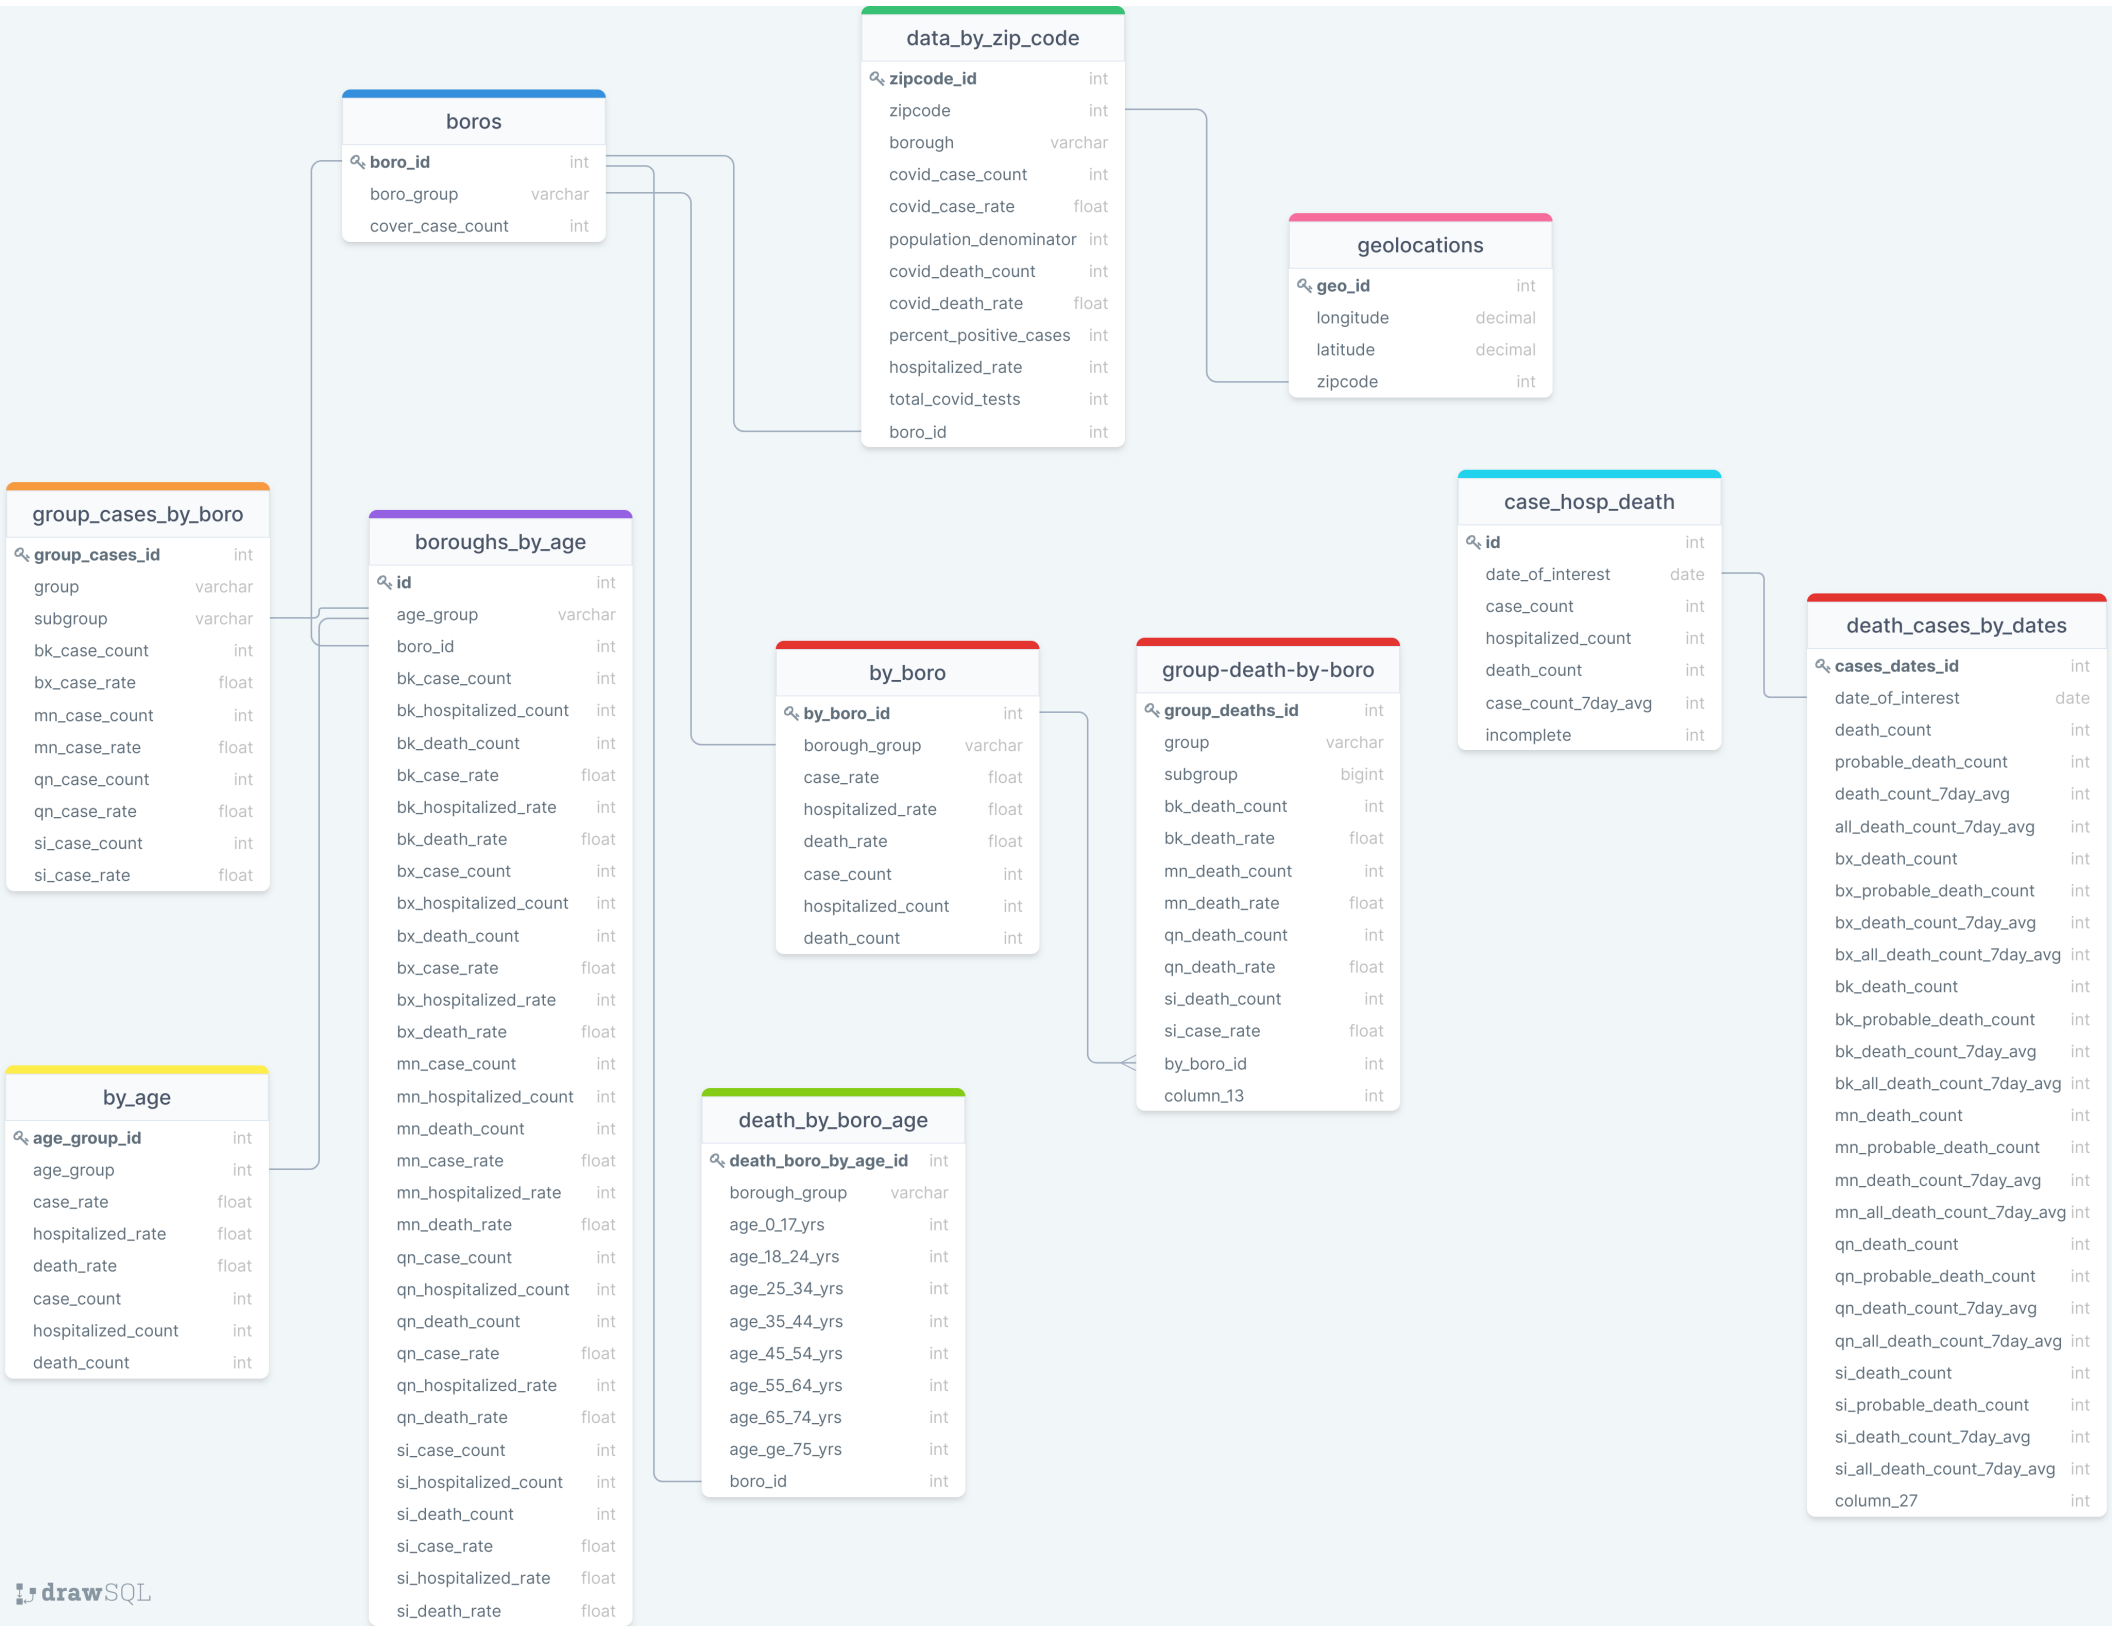 data_by_zip_code
zipcode_id int
zipcode int
borough varchar
covid_case_count int
covid_case_rate float
population_denominator int
covid_death_count int
covid_death_rate float
percent_positive_cases int
hospitalized_rate int
total_covid_tests int
boro_id int
boros
boro_id int
boro_group varchar
cover_case_count int
geolocations
geo_id int
longitude decimal
latitude decimal
zipcode int
group_cases_by_boro
group_cases_id int
group varchar
subgroup varchar
bk_case_count int
bx_case_rate float
mn_case_count int
mn_case_rate float
qn_case_count int
qn_case_rate float
si_case_count int
si_case_rate float
boroughs_by_age
id int
age_group varchar
boro_id int
bk_case_count int
bk_hospitalized_count int
bk_death_count int
bk_case_rate float
bk_hospitalized_rate int
bk_death_rate float
bx_case_count int
bx_hospitalized_count int
bx_death_count int
bx_case_rate float
bx_hospitalized_rate int
bx_death_rate float
mn_case_count int
mn_hospitalized_count int
mn_death_count int
mn_case_rate float
mn_hospitalized_rate int
mn_death_rate float
qn_case_count int
qn_hospitalized_count int
qn_death_count int
qn_case_rate float
qn_hospitalized_rate int
qn_death_rate float
si_case_count int
si_hospitalized_count int
si_death_count int
si_case_rate float
si_hospitalized_rate float
si_death_rate float
by_boro
by_boro_id int
borough_group varchar
case_rate float
hospitalized_rate float
death_rate float
case_count int
hospitalized_count int
death_count int
group-death-by-boro
group_deaths_id int
group varchar
subgroup bigint
bk_death_count int
bk_death_rate float
mn_death_count int
mn_death_rate float
qn_death_count int
qn_death_rate float
si_death_count int
si_case_rate float
by_boro_id int
column_13 int
case_hosp_death
id int
date_of_interest date
case_count int
hospitalized_count int
death_count int
case_count_7day_avg int
incomplete int
death_cases_by_dates
cases_dates_id int
date_of_interest date
death_count int
probable_death_count int
death_count_7day_avg int
all_death_count_7day_avg int
bx_death_count int
bx_probable_death_count int
bx_death_count_7day_avg int
bx_all_death_count_7day_avg int
bk_death_count int
bk_probable_death_count int
bk_death_count_7day_avg int
bk_all_death_count_7day_avg int
mn_death_count int
mn_probable_death_count int
mn_death_count_7day_avg int
mn_all_death_count_7day_avg int
qn_death_count int
qn_probable_death_count int
qn_death_count_7day_avg int
qn_all_death_count_7day_avg int
si_death_count int
si_probable_death_count int
si_death_count_7day_avg int
si_all_death_count_7day_avg int
column_27 int
by_age
age_group_id int
age_group int
case_rate float
hospitalized_rate float
death_rate float
case_count int
hospitalized_count int
death_count int
death_by_boro_age
death_boro_by_age_id int
borough_group varchar
age_0_17_yrs int
age_18_24_yrs int
age_25_34_yrs int
age_35_44_yrs int
age_45_54_yrs int
age_55_64_yrs int
age_65_74_yrs int
age_ge_75_yrs int
boro_id int
drawSQL